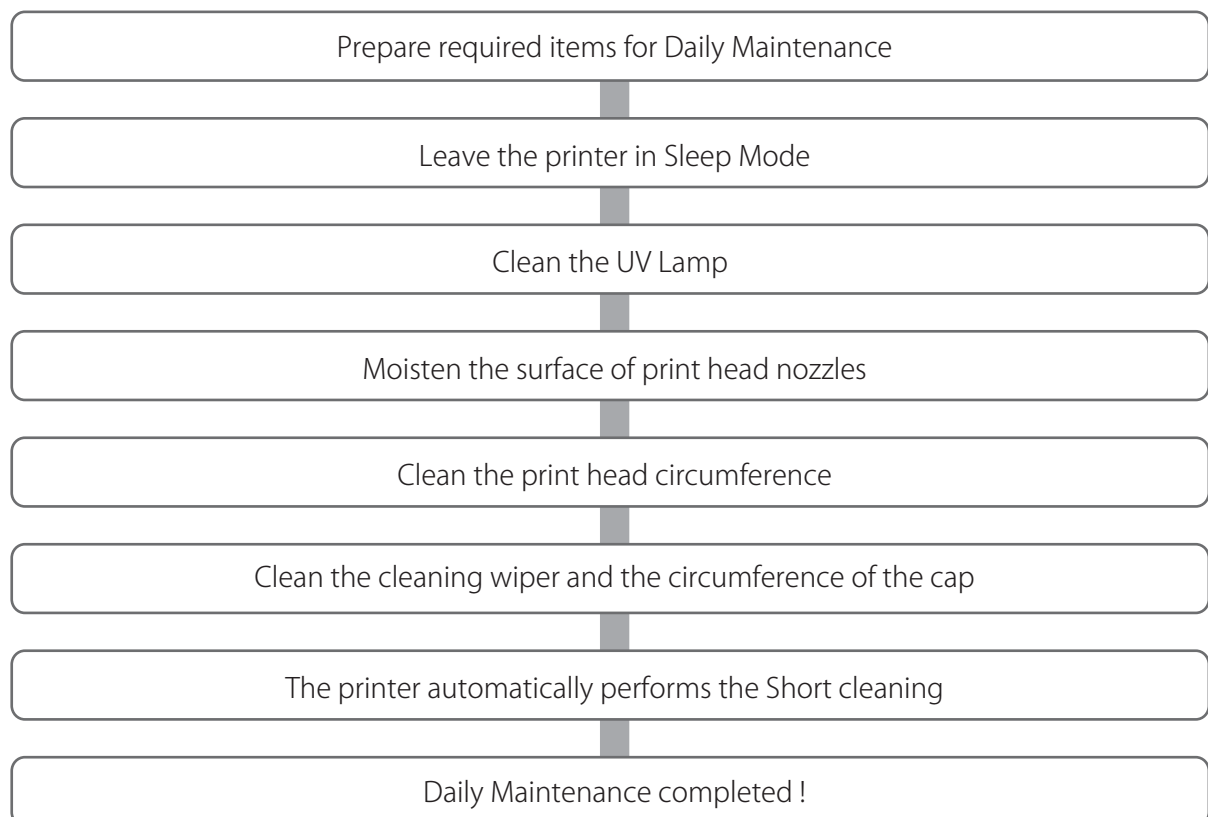 Prepare required items for Daily Maintenance
Leave the printer in Sleep Mode
Clean the UV Lamp
Moisten the surface of print head nozzles
Clean the print head circumference
Clean the cleaning wiper and the circumference of the cap
The printer automatically performs the Short cleaning
Daily Maintenance completed !